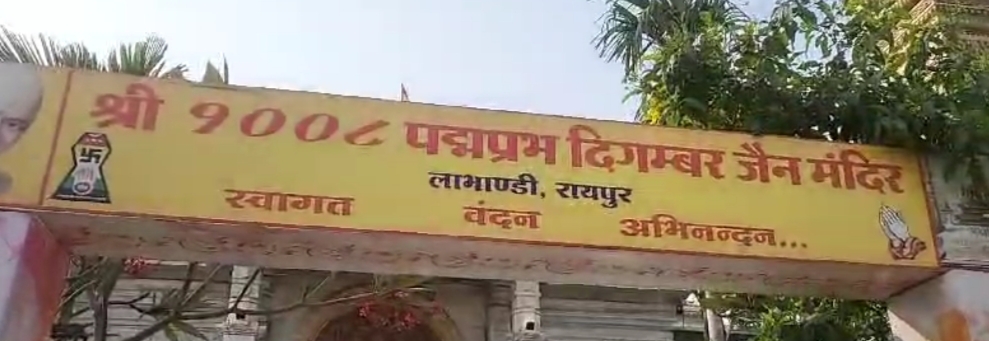 श्री १००८ पद्मप्रभ दिगम्बर जैन मंदिर
लाभाण्डी, रायपुर
स्वागत वंदन अभिनन्दन...